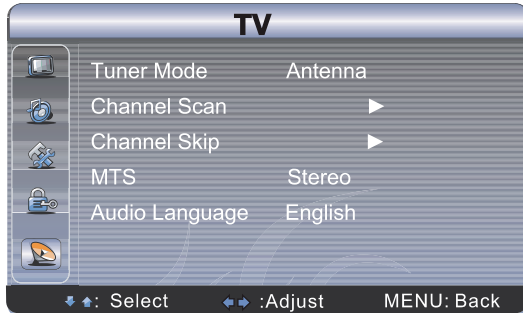 TV
Tuner Mode Antenna
Channel Scan
Channel Skip
MTS Stereo
Audio Language English
: Select :Adjust MENU: Back